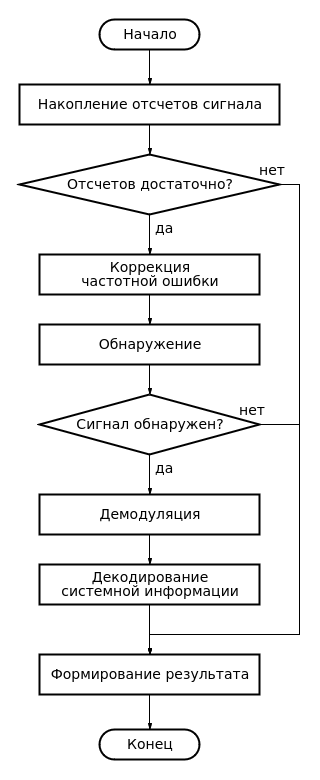 Начало
Накопление отсчетов сигнала
Отсчетов достаточно?
нет
да
Коррекция
частотной ошибки
Обнаружение
Сигнал обнаружен?
нет
да
Демодуляция
Декодирование
системной информации
Формирование результата
Конец